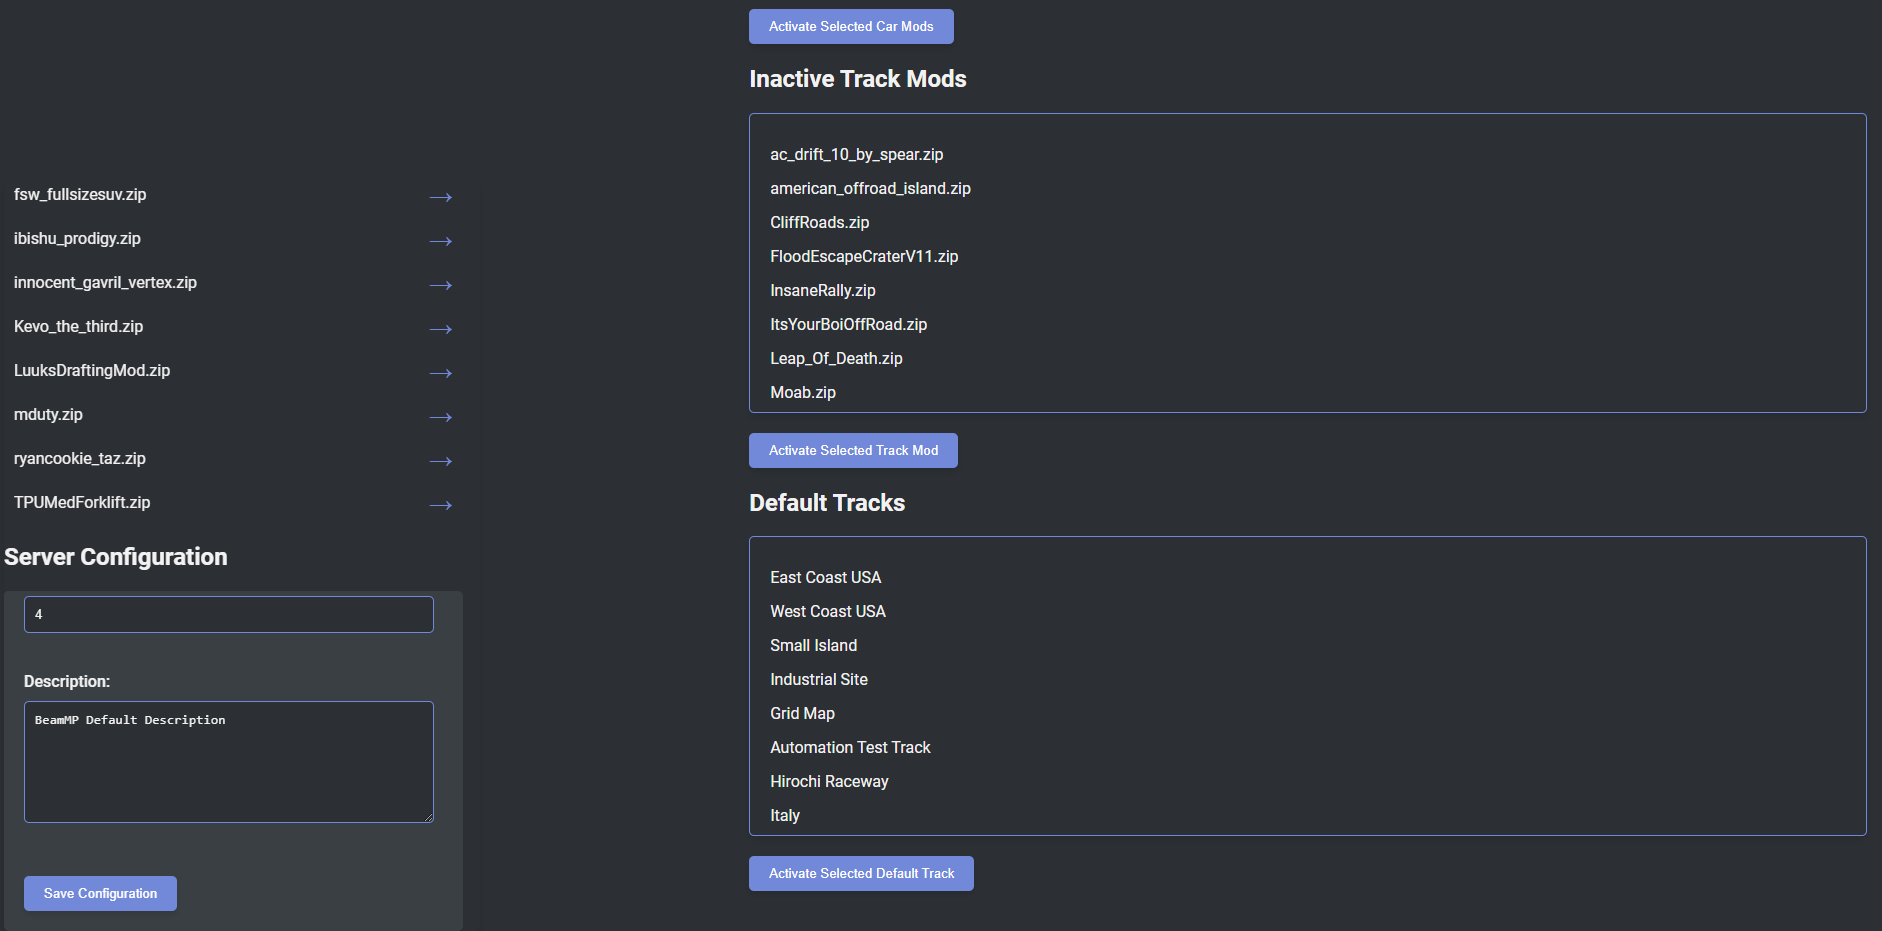 fsw_fullsizesuv.zip
ibishu_prodigy.zip
innocent_gavril_vertex.zip
Kevo_the_third.zip
LuuksDraftingMod.zip
mduty.zip
ryancookie_taz.zip
TPUMedForklift.zip
Server Configuration
4
Description:
BeamMP Default Description
Save Configuration
Activate Selected Car Mods
Inactive Track Mods
ac_drift_10_by_spear.zip
american_offroad_island.zip
CliffRoads.zip
FloodEscapeCraterV11.zip
InsaneRally.zip
ItsYourBoiOffRoad.zip
Leap_Of_Death.zip
Moab.zip
Activate Selected Track Mod
Default Tracks
East Coast USA
West Coast USA
Small Island
Industrial Site
Grid Map
Automation Test Track
Hirochi Raceway
Italy
Activate Selected Default Track